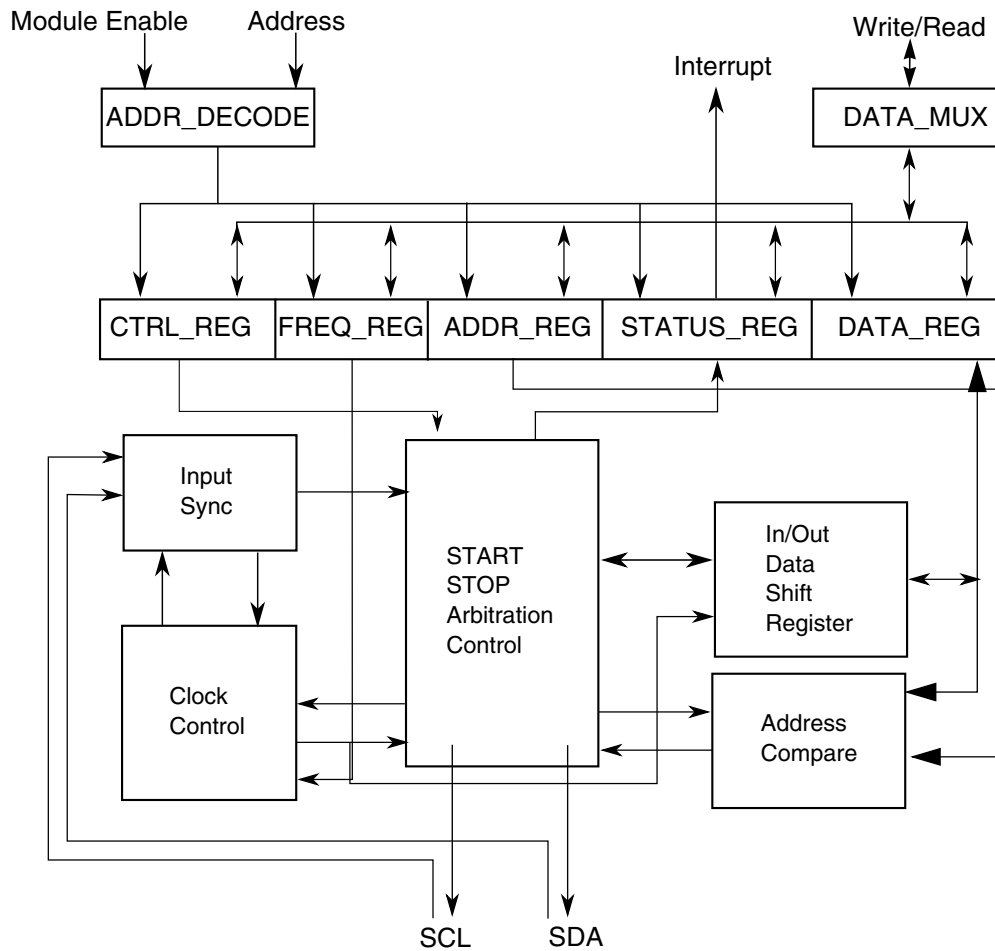 Module Enable
Address
Write/Read
Interrupt
ADDR_DECODE
DATA_MUX
CTRL_REG
FREQ_REG
ADDR_REG
STATUS_REG
DATA_REG
Input
Sync
START
STOP
Arbitration
Control
In/Out
Data
Shift
Register
Clock
Control
Address
Compare
SCL
SDA